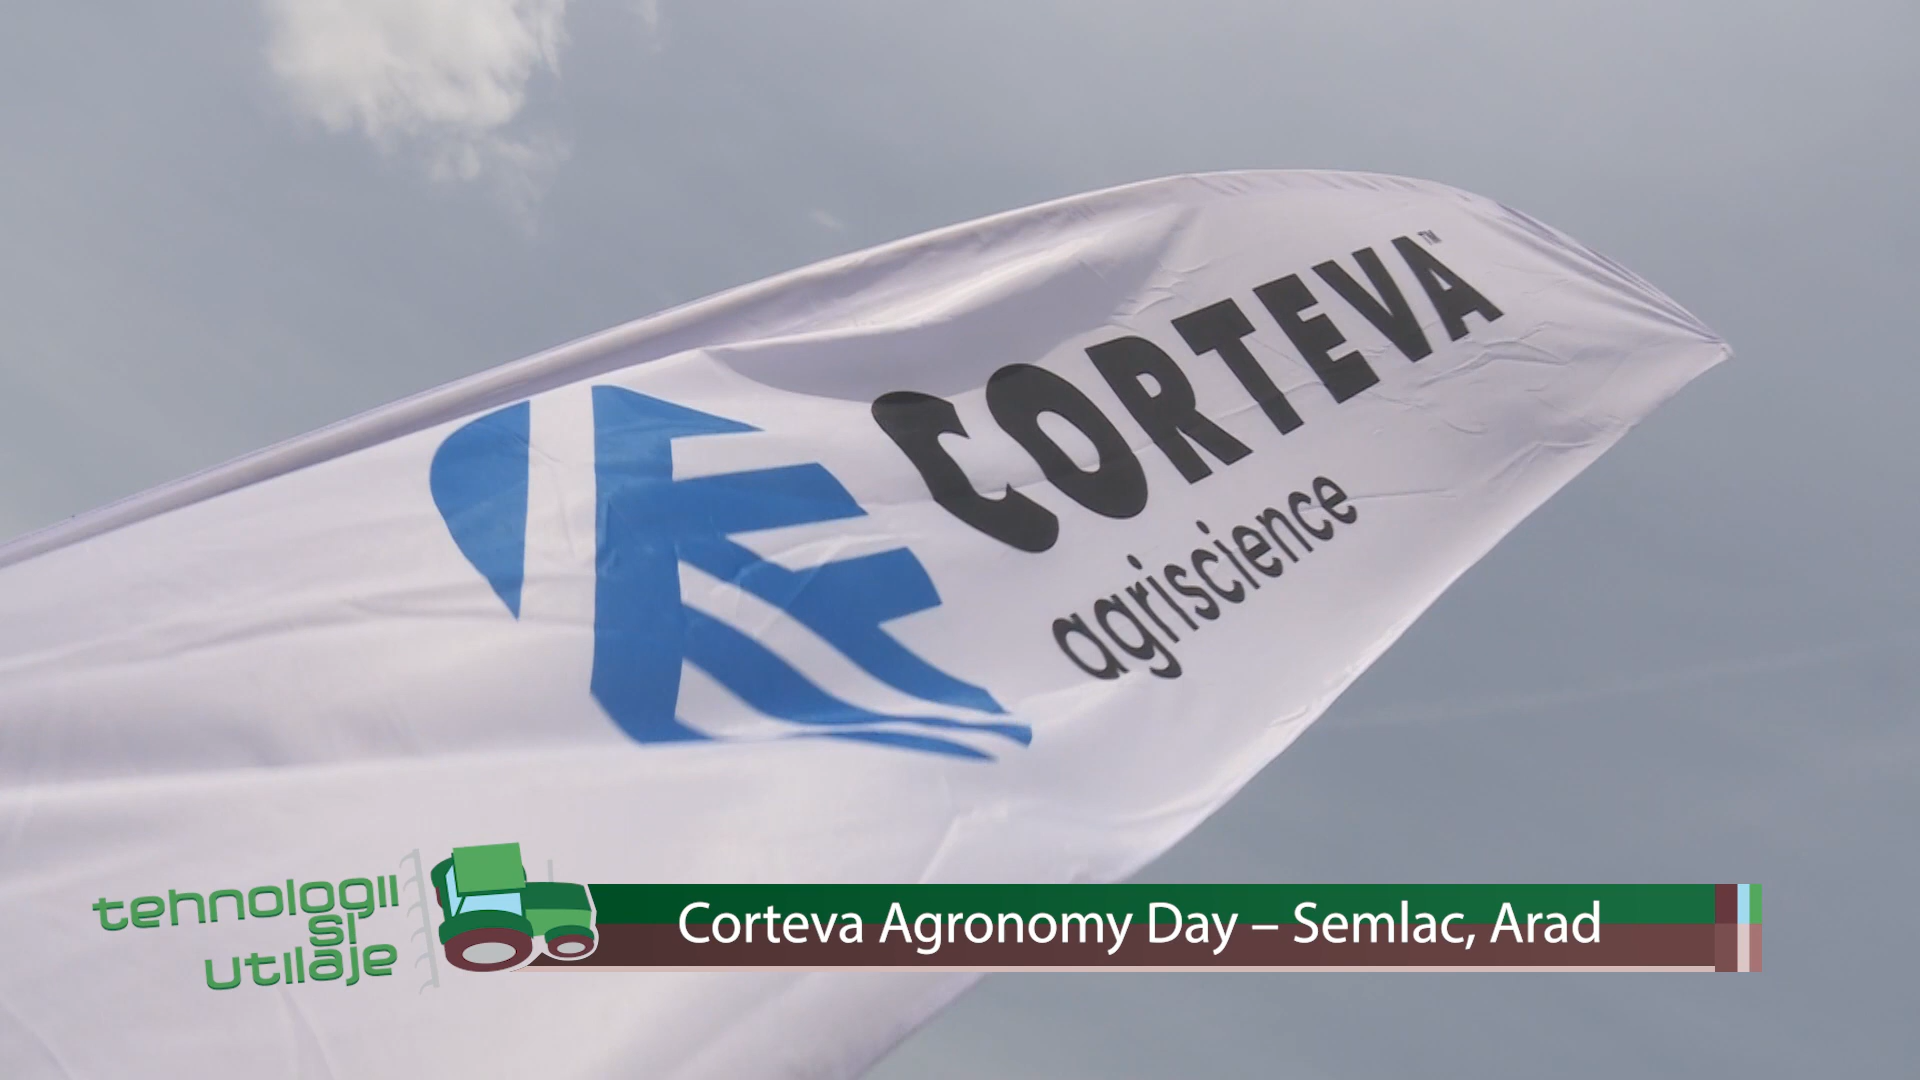 CORTEVA™
agriscience
tehnologii
si
utilaje
Corteva Agronomy Day – Semlac, Arad